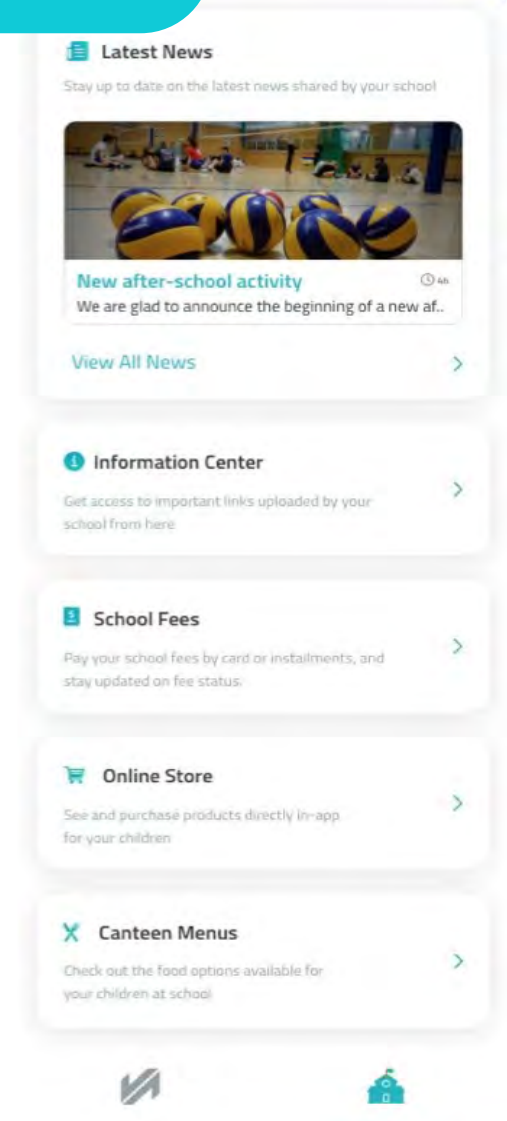 Latest News
Stay up to date on the latest news shared by your school
New after-school activity
4h
We are glad to announce the beginning of a new af..
View All News
Information Center
Get access to important links uploaded by your
school from here
School Fees
Pay your school fees by card or installments, and
stay updated on fee status.
Online Store
See and purchase products directly in-app
for your children
Canteen Menus
Check out the food options available for
your children at school